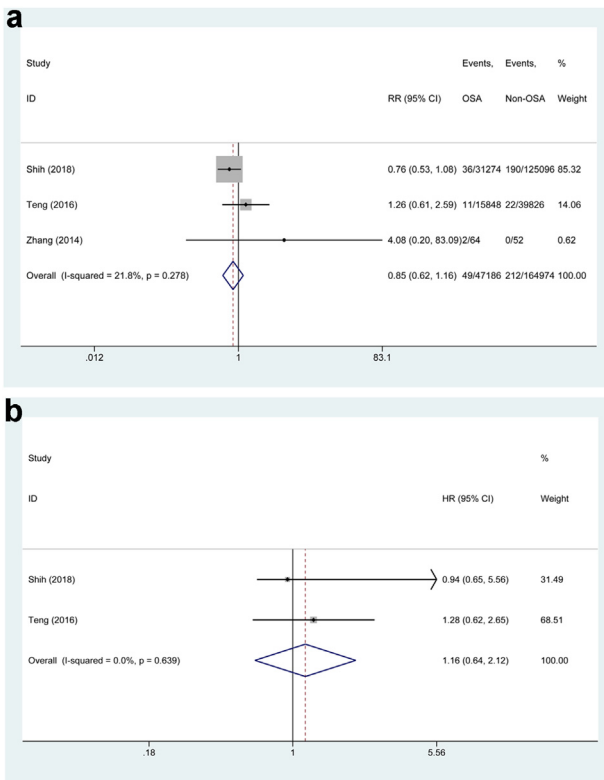 a
Study Events, Events, %
ID RR (95% CI) OSA Non-OSA Weight
Shih (2018) 0.76 (0.53, 1.08) 36/31274 190/125096 85.32
Teng (2016) 1.26 (0.61, 2.59) 11/15848 22/39826 14.06
Zhang (2014) 4.08 (0.20, 83.09)2/64 0/52 0.62
Overall (I-squared = 21.8%, p = 0.278) 0.85 (0.62, 1.16) 49/47186 212/164974 100.00
.012 1 83.1
b
Study %
ID HR (95% CI) Weight
Shih (2018) 0.94 (0.65, 5.56) 31.49
Teng (2016) 1.28 (0.62, 2.65) 68.51
Overall (I-squared = 0.0%, p = 0.639) 1.16 (0.64, 2.12) 100.00
.18 1 5.56